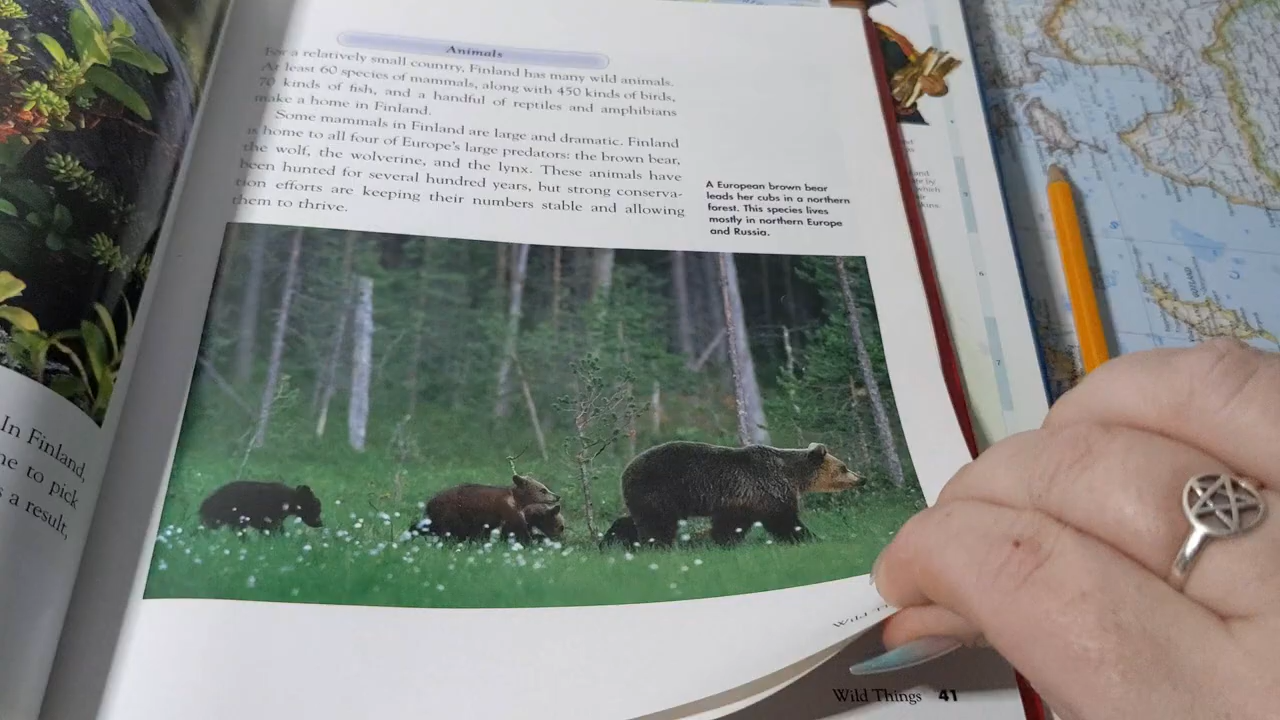 Animals
For a relatively small country, Finland has many wild animals.
At least 60 species of mammals, along with 450 kinds of birds,
70 kinds of fish, and a handful of reptiles and amphibians
make a home in Finland.
Some mammals in Finland are large and dramatic. Finland
is home to all four of Europe's large predators: the brown bear,
the wolf, the wolverine, and the lynx. These animals have
been hunted for several hundred years, but strong conserva-
tion efforts are keeping their numbers stable and allowing
them to thrive.
A European brown bear
leads her cubs in a northern
forest. This species lives
mostly in northern Europe
and Russia.
In Finland,
to pick
a result,
Wild Things 41